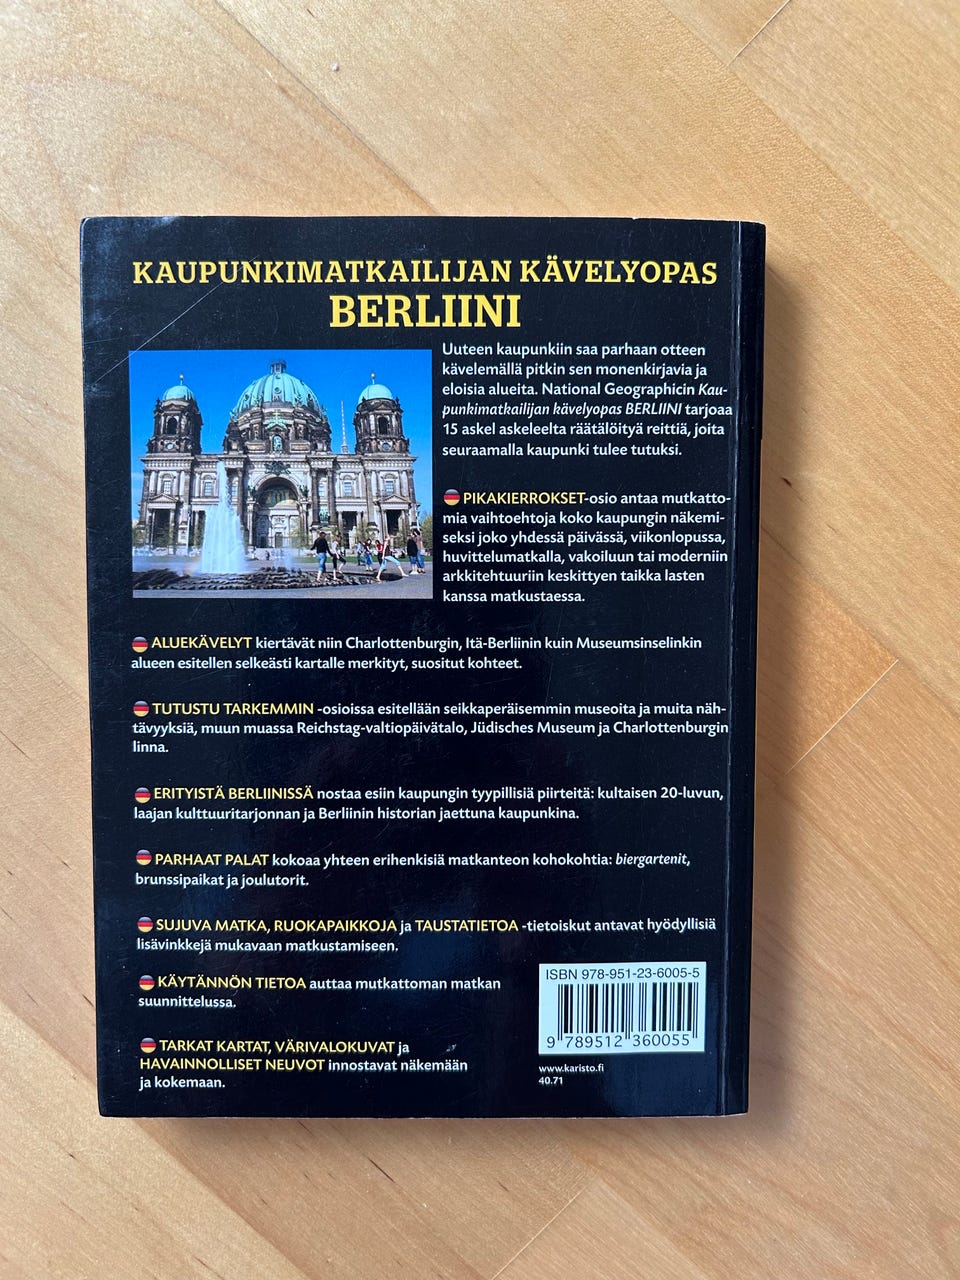 KAUPUNKIMATKAILIJAN KÄVELYOPAS
BERLIINI
Uuteen kaupunkiin saa parhaan otteen
kävelemällä pitkin sen monenkirjavia ja
eloisia alueita. National Geographicin Kau-
punkimatkailijan kävelyopas BERLIINI tarjoaa
15 askel askeleelta räätälöityä reittiä, joita
seuraamalla kaupunki tulee tutuksi.
PIKAKIERROKSET-osio antaa mutkatto-
mia vaihtoehtoja koko kaupungin näkemi-
seksi joko yhdessä päivässä, viikonlopussa,
huvittelumatkalla, vakoiluun tai moderniin
arkkitehtuuriin keskittyen taikka lasten
kanssa matkustaessa.
ALUEKÄVELYT kiertävät niin Charlottenburgin, Itä-Berliinin kuin Museumsinselinkin
alueen esitellen selkeästi kartalle merkityt, suositut kohteet.
TUTUSTU TARKEMMIN -osioissa esitellään seikkaperäisemmin museoita ja muita näh-
tävyyksiä, muun muassa Reichstag-valtiopäivätalo, Jüdisches Museum ja Charlottenburgin
linna.
ERITYISTÄ BERLIINISSÄ nostaa esiin kaupungin tyypillisiä piirteitä: kultaisen 20-luvun,
laajan kulttuuritarjonnan ja Berliinin historian jaettuna kaupunkina.
PARHAAT PALAT kokoaa yhteen erihenkisiä matkanteon kohokohtia: biergartenit,
brunssipaikat ja joulutorit.
SUJUVA MATKA, RUOKAPAIKKOJA ja TAUSTATIETOA -tietoiskut antavat hyödyllisiä
lisävinkkejä mukavaan matkustamiseen.
KÄYTÄNNÖN TIETOA auttaa mutkattoman matkan
suunnittelussa.
TARKAT KARTAT, VÄRIVALOKUVAT ja
HAVAINNOLLISET NEUVOT innostavat näkemään
ja kokemaan.
ISBN 978-951-23-6005-5
9 789512 360055
www.karisto.fi
40.71